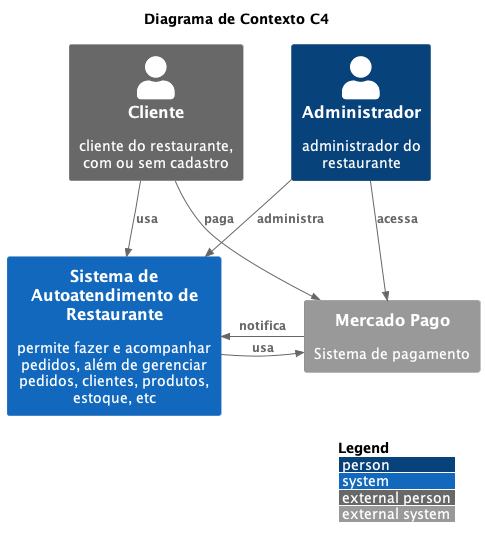 Diagrama de Contexto C4
Cliente
cliente do restaurante,
com ou sem cadastro
Administrador
administrador do
restaurante
usa
paga
administra
acessa
Sistema de
Autoatendimento de
Restaurante
permite fazer e acompanhar
pedidos, além de gerenciar
pedidos, clientes, produtos,
estoque, etc
notifica
usa
Mercado Pago
Sistema de pagamento
Legend
person
system
external person
external system